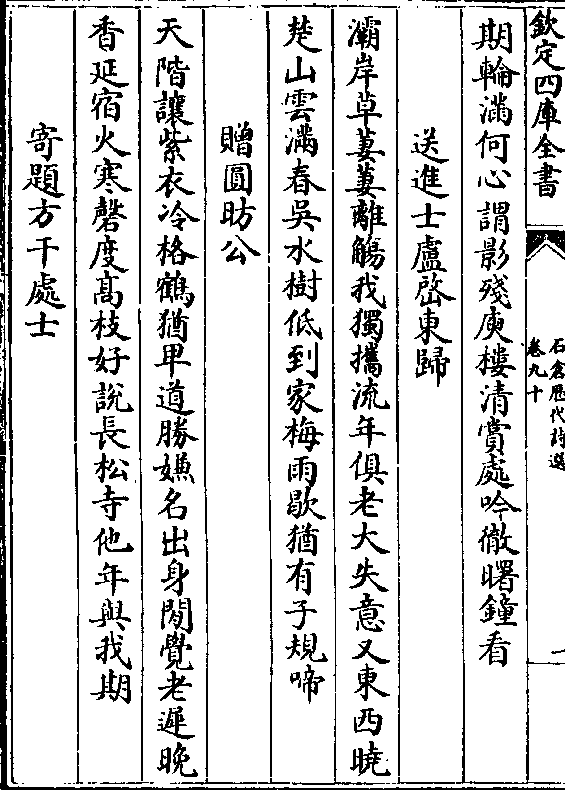 欽定四庫全書
石倉歷代詩選
卷九十
一
期輪滿何心謂影殘庾樓清賞處吟徹曙鐘看
送進士盧棨東歸
灞岸草萋萋離觴我獨攜流年俱老大失意又東西曉
楚山雲滿春吳水樹低到家梅雨歇猶有子規啼
贈圓昉公
天階讓紫衣冷格鶴猶卑道勝嫌名出身閒覺老遲晚
香延宿火寒磬度髙枝好說長松寺他年與我期
寄題方干處士